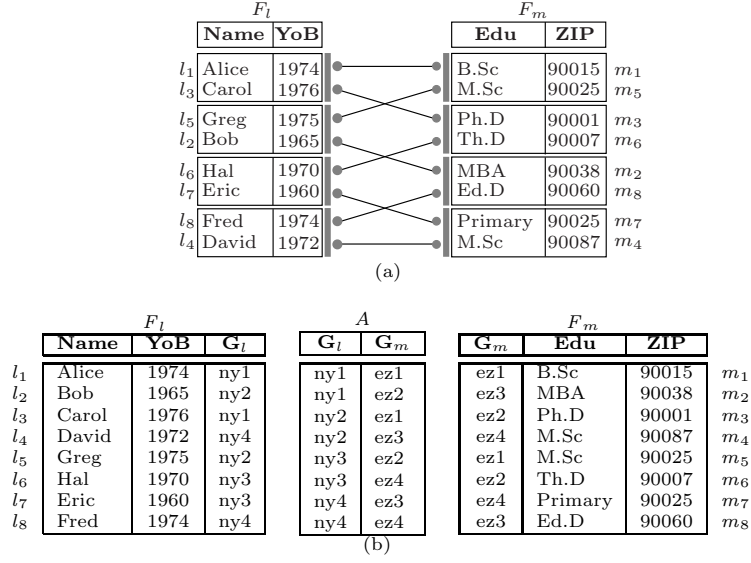 F_l F_m
Name YoB Edu ZIP
l_1 Alice 1974 B.Sc 90015 m_1
l_3 Carol 1976 M.Sc 90025 m_5
l_5 Greg 1975 Ph.D 90001 m_3
l_2 Bob 1965 Th.D 90007 m_6
l_6 Hal 1970 MBA 90038 m_2
l_7 Eric 1960 Ed.D 90060 m_8
l_8 Fred 1974 Primary 90025 m_7
l_4 David 1972 M.Sc 90087 m_4
(a)
F_l A F_m
Name YoB G_l G_l G_m G_m Edu ZIP
l_1 Alice 1974 ny1 ny1 ez1 ez1 B.Sc 90015 m_1
l_2 Bob 1965 ny2 ny1 ez2 ez3 MBA 90038 m_2
l_3 Carol 1976 ny1 ny2 ez1 ez2 Ph.D 90001 m_3
l_4 David 1972 ny4 ny2 ez3 ez4 M.Sc 90087 m_4
l_5 Greg 1975 ny2 ny3 ez2 ez1 M.Sc 90025 m_5
l_6 Hal 1970 ny3 ny3 ez4 ez2 Th.D 90007 m_6
l_7 Eric 1960 ny3 ny4 ez3 ez4 Primary 90025 m_7
l_8 Fred 1974 ny4 ny4 ez4 ez3 Ed.D 90060 m_8
(b)